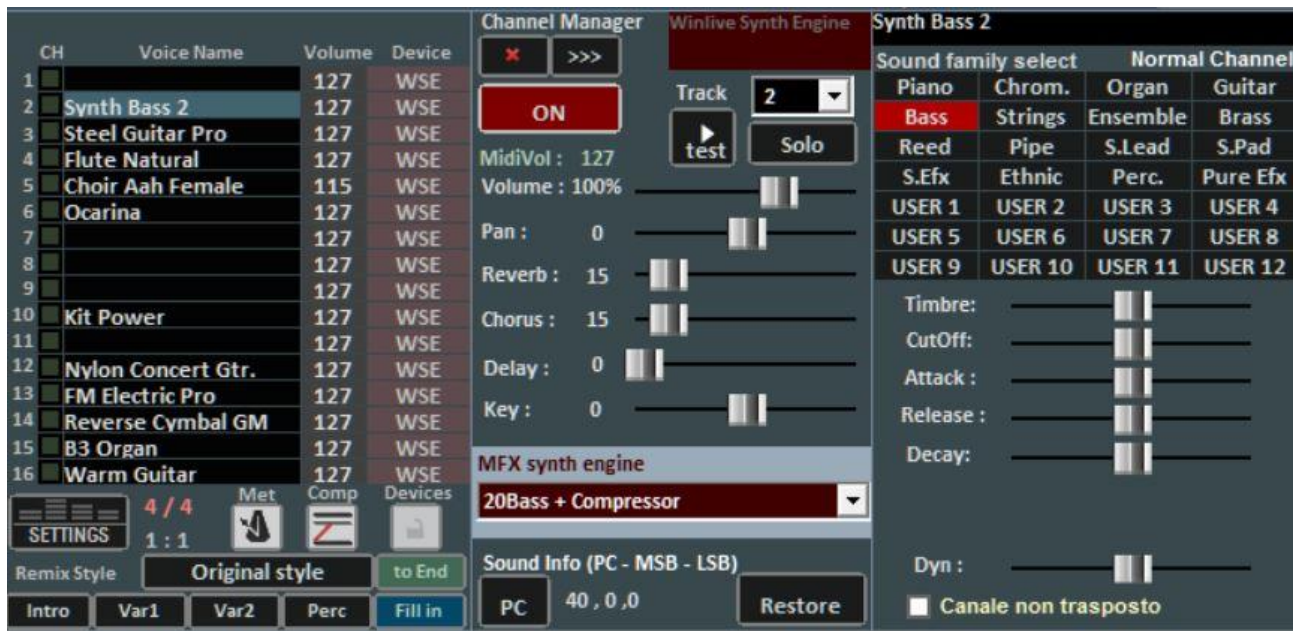 CH Voice Name Volume Device
1 127 WSE
2 Synth Bass 2 127 WSE
3 Steel Guitar Pro 127 WSE
4 Flute Natural 127 WSE
5 Choir Aah Female 115 WSE
6 Ocarina 127 WSE
7 127 WSE
8 127 WSE
9 127 WSE
10 Kit Power 127 WSE
11 127 WSE
12 Nylon Concert Gtr. 127 WSE
13 FM Electric Pro 127 WSE
14 Reverse Cymbal GM 127 WSE
15 B3 Organ 127 WSE
16 Warm Guitar 127 WSE
SETTINGS
4 / 4
1 : 1
Met Comp Devices
Remix Style Original style to End
Intro Var1 Var2 Perc Fill in
Channel Manager Winlive Synth Engine
>>>
ON
Track 2
test Solo
MidiVol : 127
Volume : 100%
Pan : 0
Reverb : 15
Chorus : 15
Delay : 0
Key : 0
MFX synth engine
20Bass + Compressor
Sound Info (PC - MSB - LSB)
PC 40 , 0 ,0 Restore
Synth Bass 2
Sound family select Normal Channel
Piano Chrom. Organ Guitar
Bass Strings Ensemble Brass
Reed Pipe S.Lead S.Pad
S.Efx Ethnic Perc. Pure Efx
USER 1 USER 2 USER 3 USER 4
USER 5 USER 6 USER 7 USER 8
USER 9 USER 10 USER 11 USER 12
Timbre:
CutOff:
Attack :
Release :
Decay:
Dyn :
Canale non trasposto